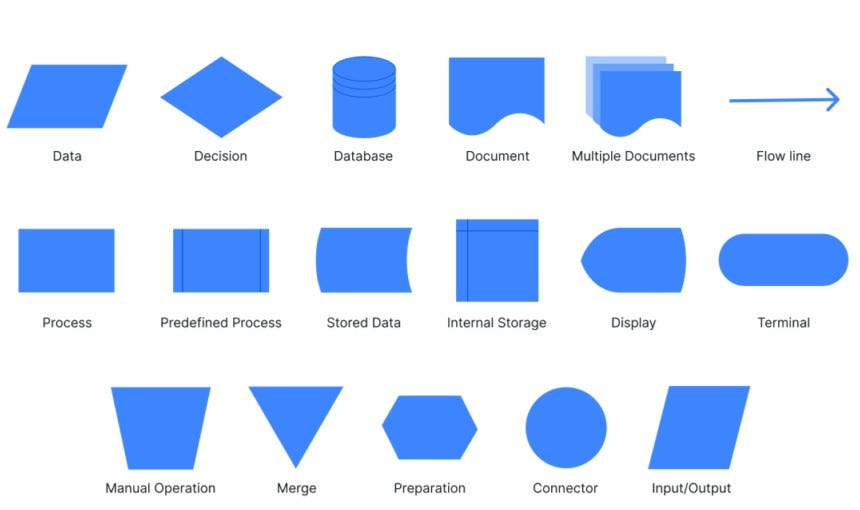 Data
Decision
Database
Document
Multiple Documents
Flow line
Process
Predefined Process
Stored Data
Internal Storage
Display
Terminal
Manual Operation
Merge
Preparation
Connector
Input/Output